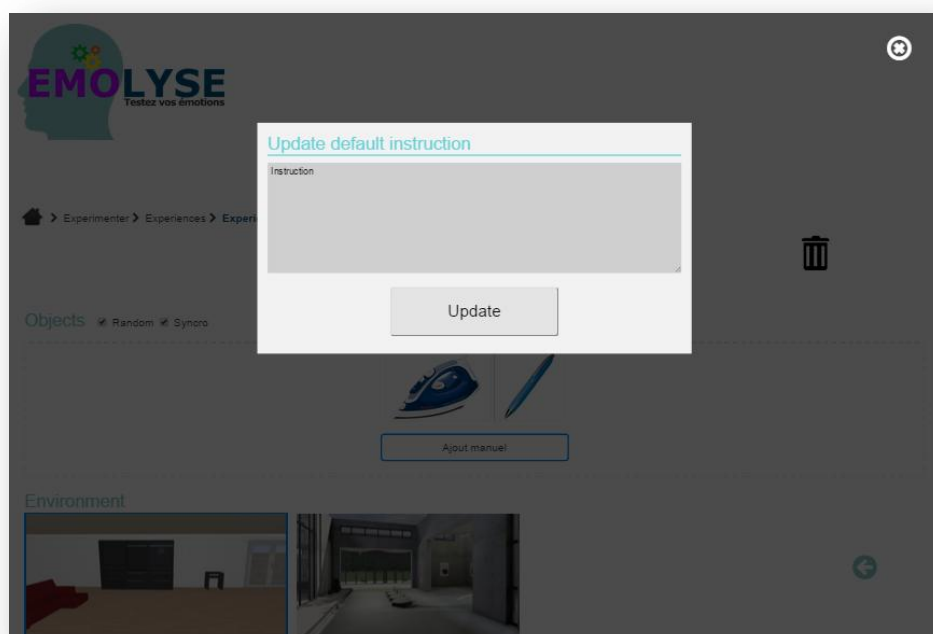 EMOLYSE
Testez vos émotions
Update default instruction
Instruction
Experimenter Experiences Experi
Update
Objects Random Syncro
Ajout manuel
Environment